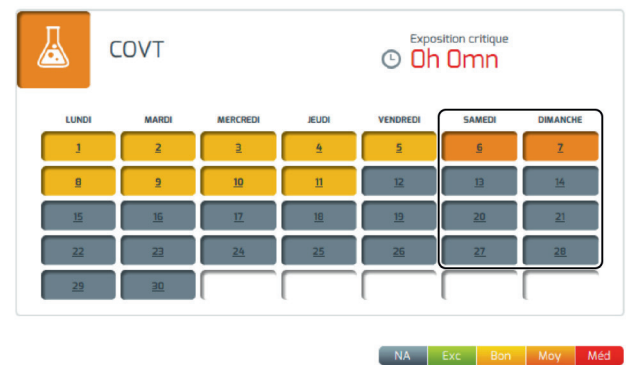 COVT
Exposition critique
0h 0mn
LUNDI MARDI MERCREDI JEUDI VENDREDI SAMEDI DIMANCHE
1 2 3 4 5 6 7
8 9 10 11 12 13 14
15 16 17 18 19 20 21
22 23 24 25 26 27 28
29 30
NA Exc Bon Moy Méd